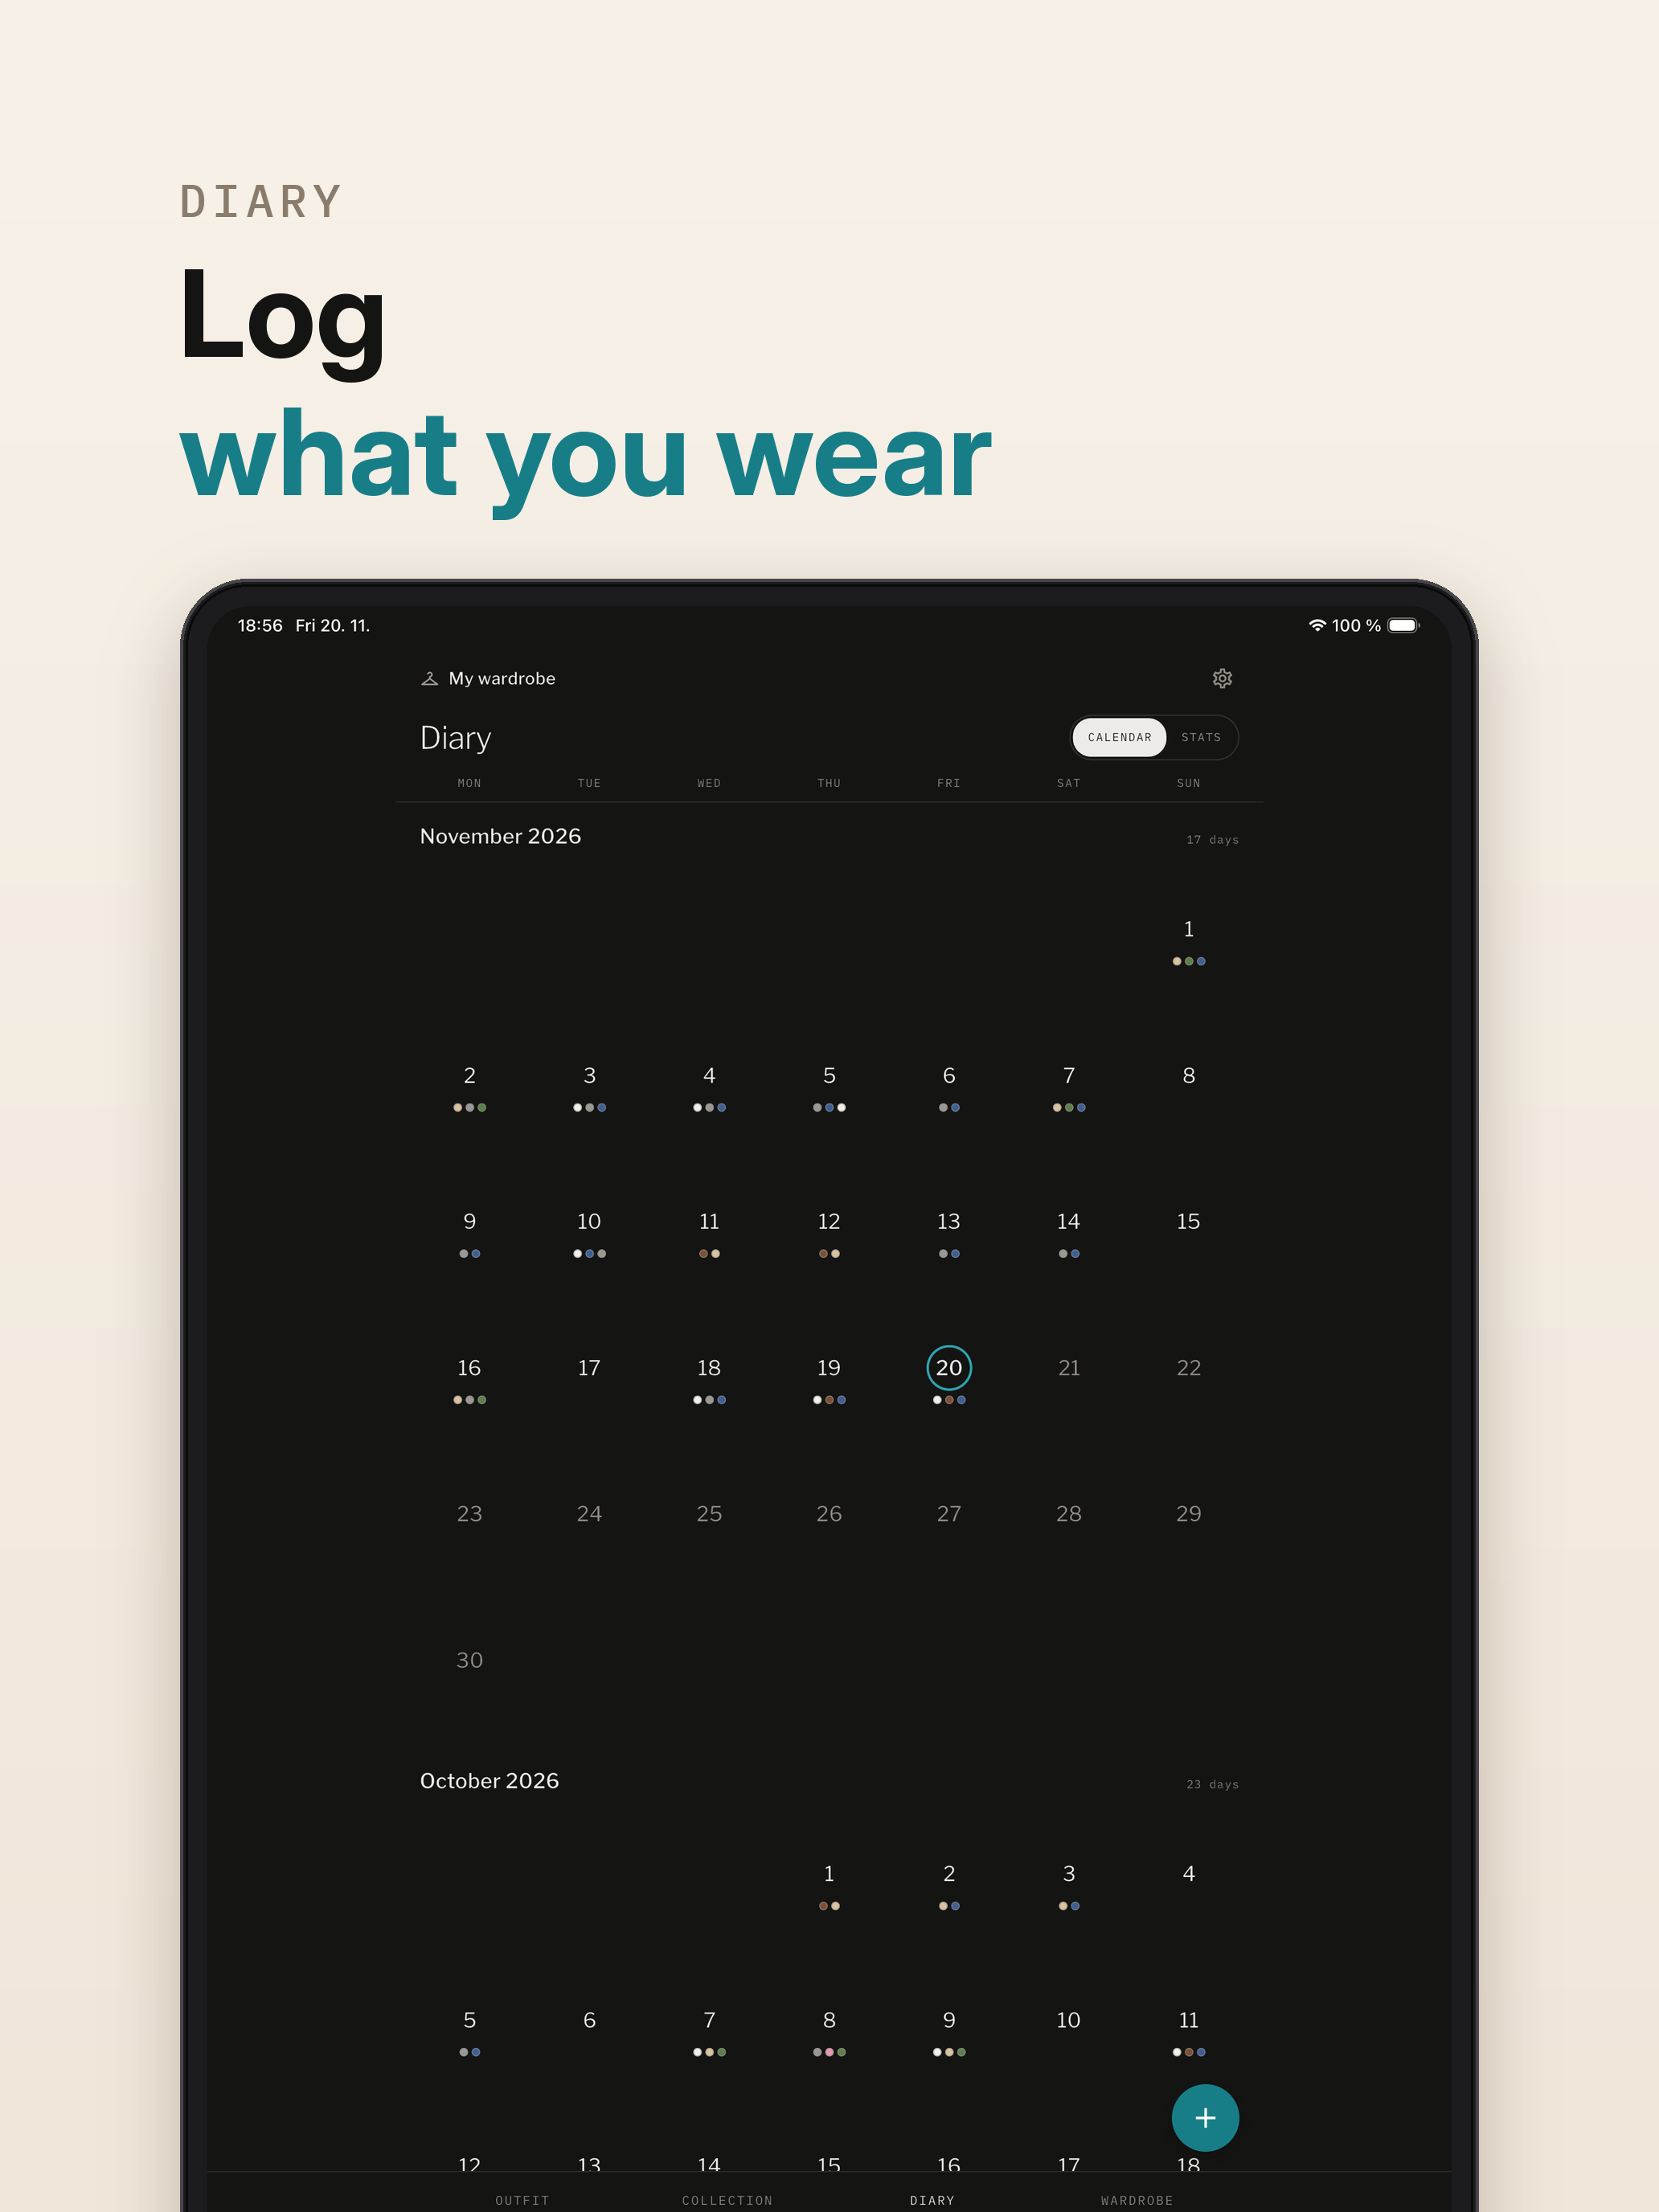 DIARY
Log
what you wear
18:56 Fri 20. 11. 100 %
My wardrobe
Diary CALENDAR STATS
MON TUE WED THU FRI SAT SUN
November 2026 17 days
1
2 3 4 5 6 7 8
9 10 11 12 13 14 15
16 17 18 19 20 21 22
23 24 25 26 27 28 29
30
October 2026 23 days
1 2 3 4
5 6 7 8 9 10 11
12 13 14 15 16 17 18
OUTFIT COLLECTION DIARY WARDROBE